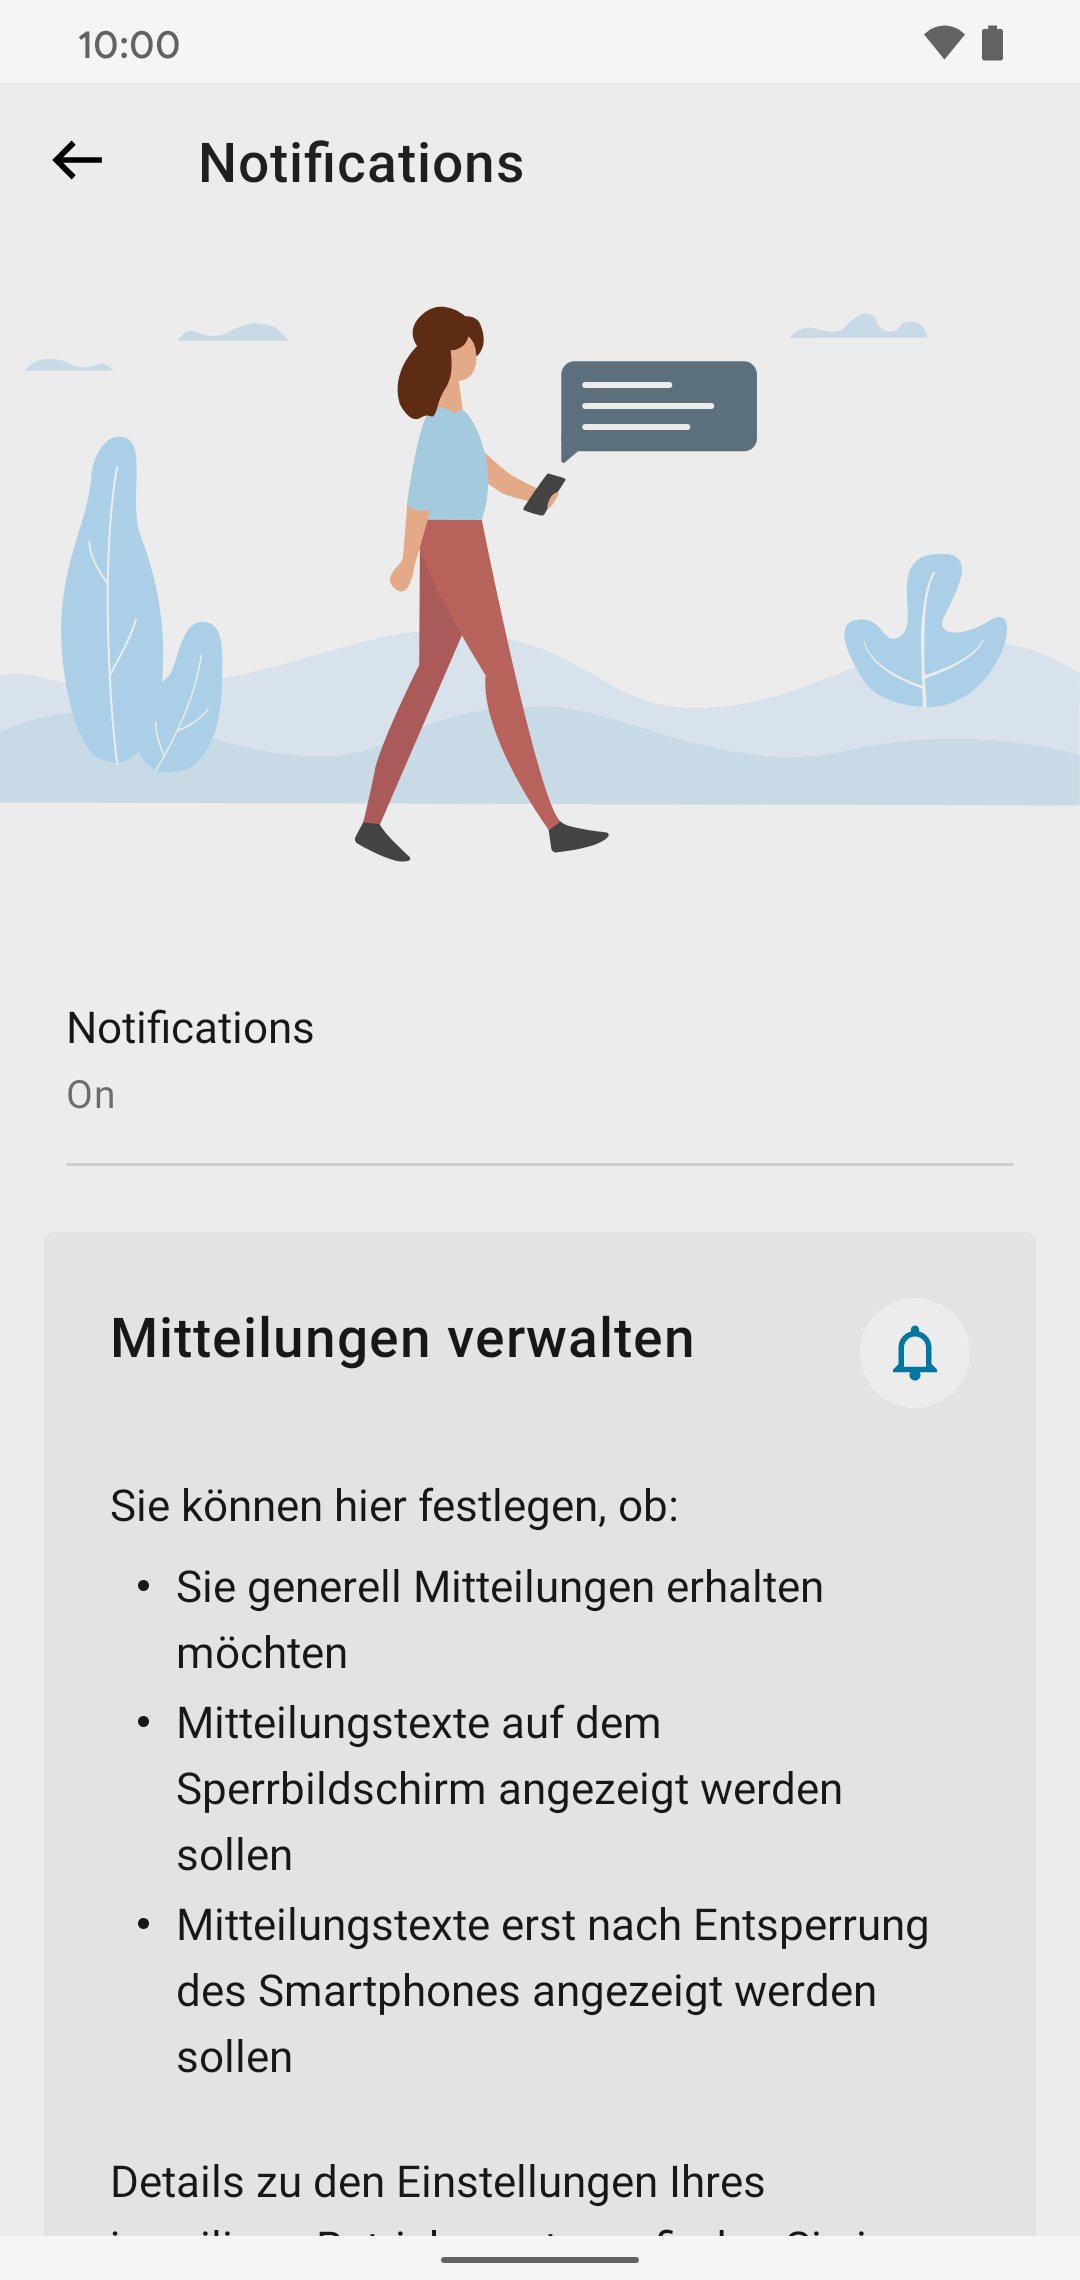 10:00
Notifications
Notifications
On
Mitteilungen verwalten
Sie können hier festlegen, ob:
• Sie generell Mitteilungen erhalten
möchten
• Mitteilungstexte auf dem
Sperrbildschirm angezeigt werden
sollen
• Mitteilungstexte erst nach Entsperrung
des Smartphones angezeigt werden
sollen
Details zu den Einstellungen Ihres